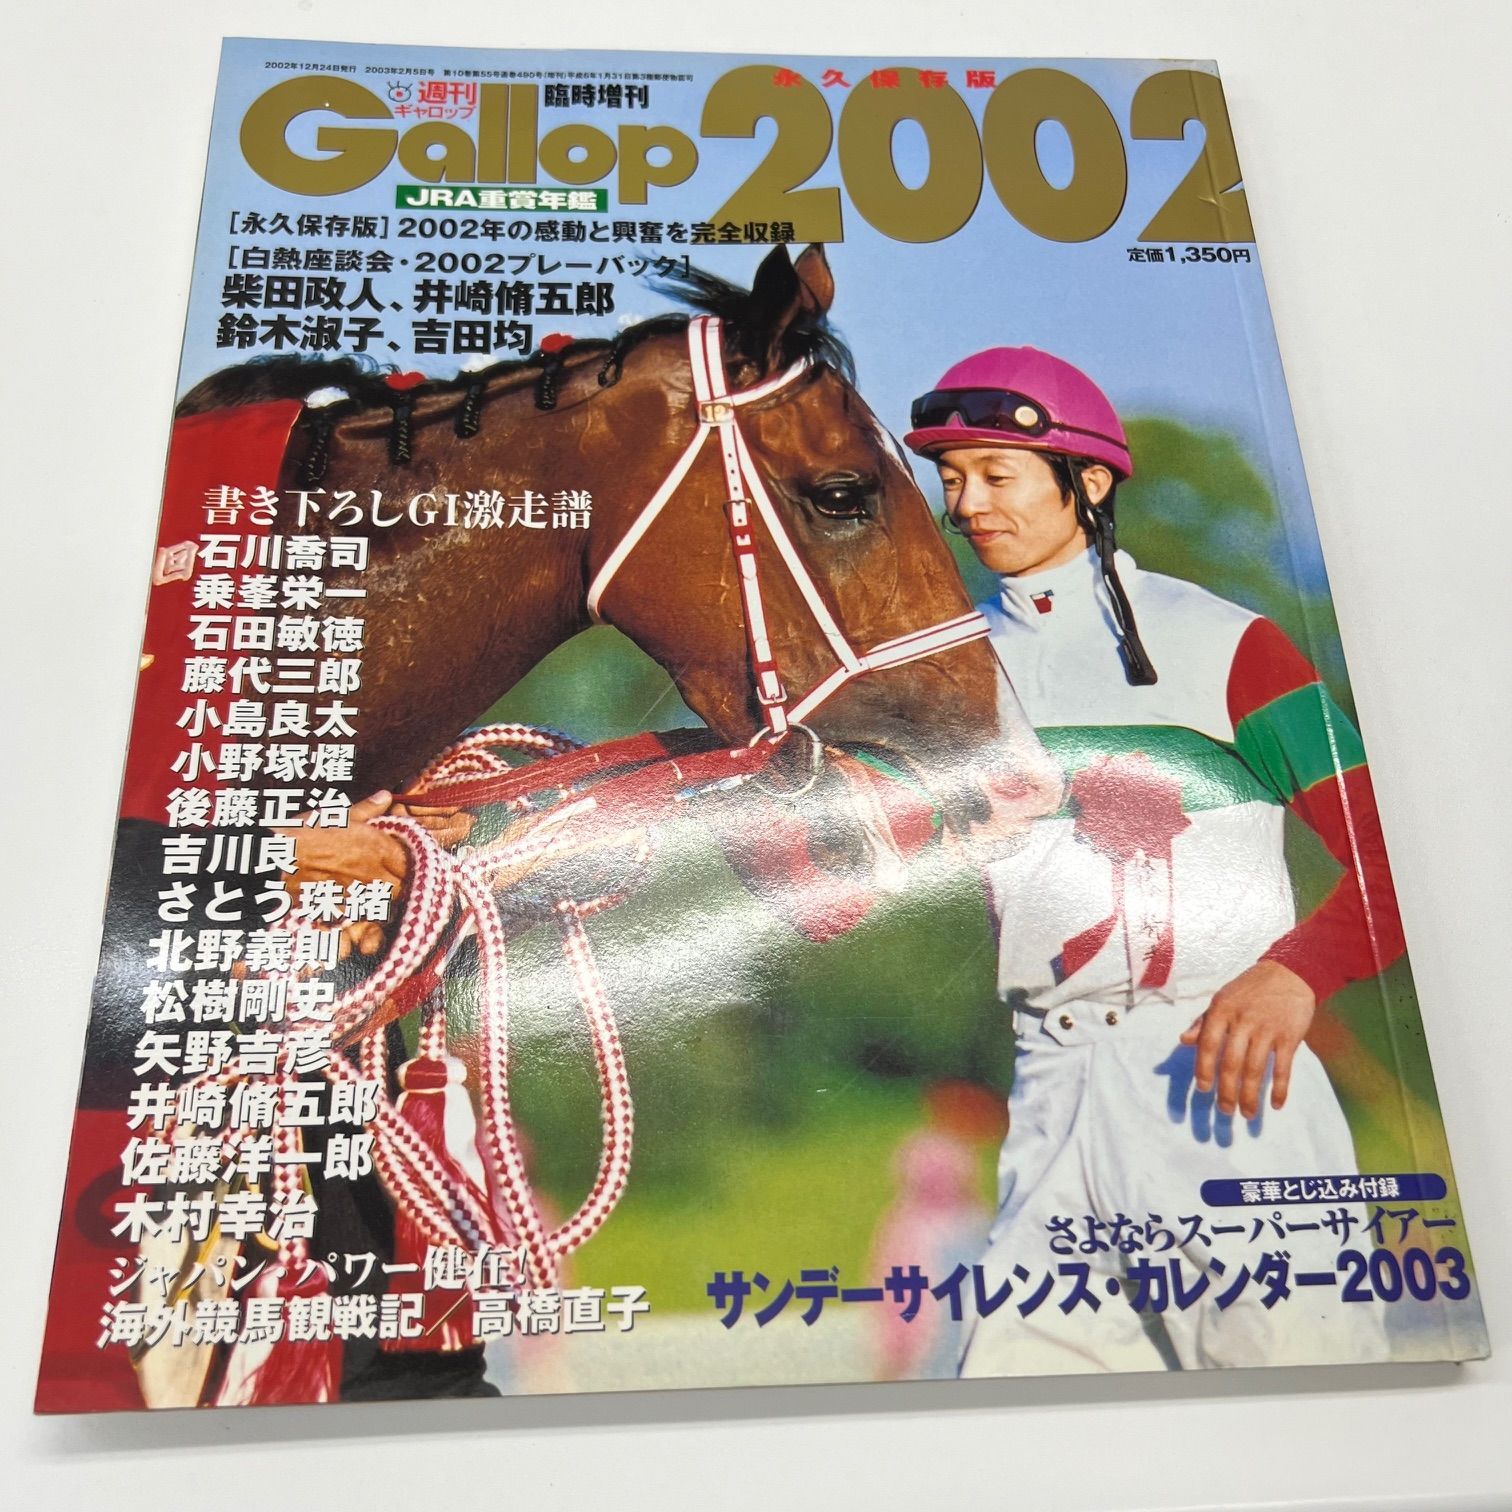 2002年12月24日発行 2003年2月5日号 第10巻第55号通巻490号(増刊)平成6年1月31日第3種郵便物認可
永久保存版
週刊
ギャロップ
臨時増刊
Gallop2002
JRA重賞年鑑
定価1,350円
[永久保存版]2002年の感動と興奮を完全収録
[白熱座談会・2002プレーバック]
柴田政人、井崎脩五郎
鈴木淑子、吉田均
12
書き下ろしGI激走譜
石川喬司
乗峯栄一
石田敏徳
藤代三郎
小島良太
小野塚耀
後藤正治
吉川良
さとう珠緒
北野義則
松樹剛史
矢野吉彦
井崎脩五郎
佐藤洋一郎
木村幸治
ジャパン・パワー健在!
海外競馬観戦記/高橋直子
豪華とじ込み付録
さよならスーパーサイアー
サンデーサイレンス・カレンダー2003